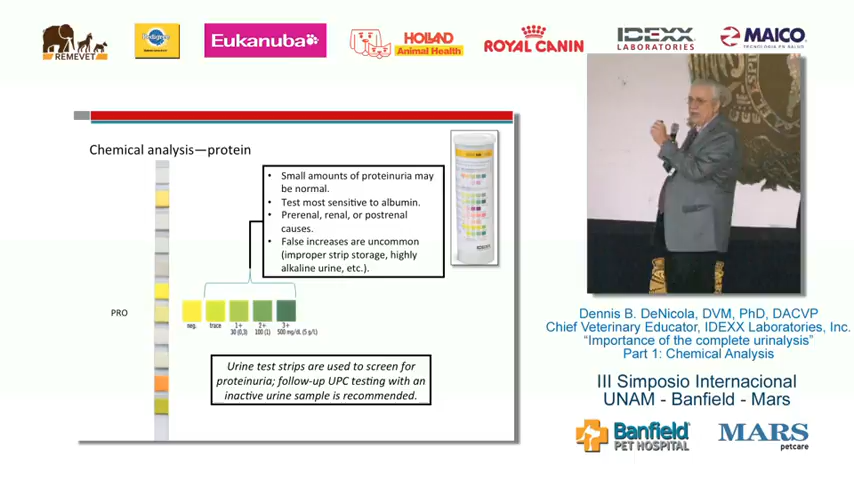 REMEVET
Pedigree
Eukanuba
HOLLAND
Animal Health
ROYAL CANIN
IDEXX
LABORATORIES
MAICO
TECNOLOGÍA EN SALUD
Chemical analysis—protein
• Small amounts of proteinuria may
be normal.
• Test most sensitive to albumin.
• Prerenal, renal, or postrenal
causes.
• False increases are uncommon
(improper strip storage, highly
alkaline urine, etc.).
PRO
neg. trace 1+ 2+ 3+
30 (0,3) 100 (1) 500 mg/dL (5 g/L)
Urine test strips are used to screen for
proteinuria; follow-up UPC testing with an
inactive urine sample is recommended.
Dennis B. DeNicola, DVM, PhD, DACVP
Chief Veterinary Educator, IDEXX Laboratories, Inc.
“Importance of the complete urinalysis”
Part 1: Chemical Analysis
III Simposio Internacional
UNAM - Banfield - Mars
Banfield
PET HOSPITAL
MARS
petcare